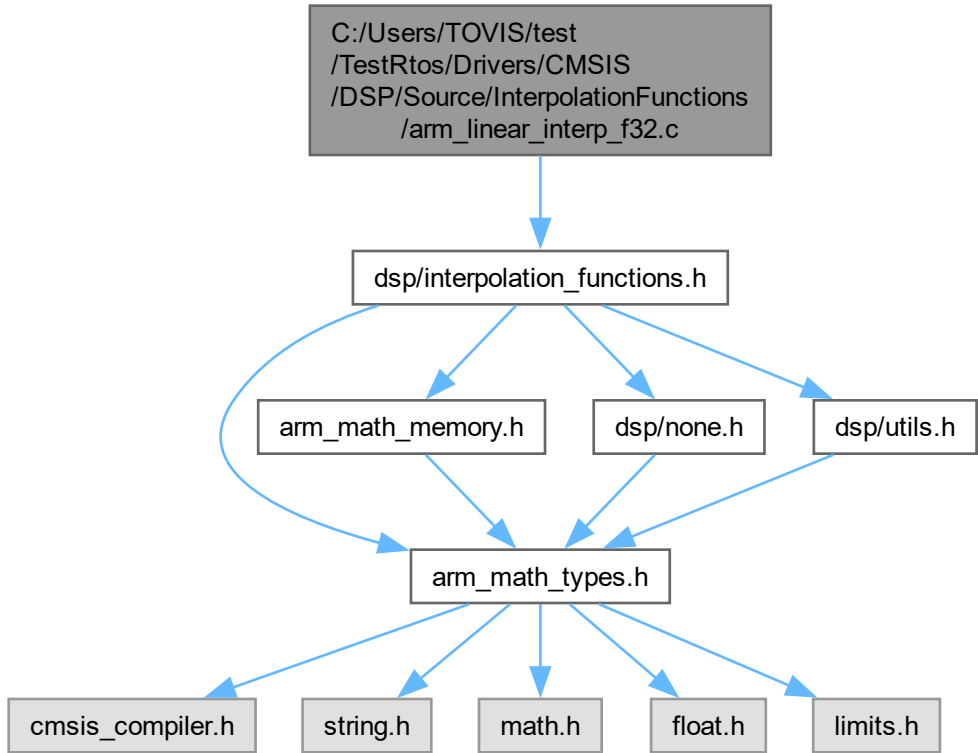 C:/Users/TOVIS/test
/TestRtos/Drivers/CMSIS
/DSP/Source/InterpolationFunctions
/arm_linear_interp_f32.c
dsp/interpolation_functions.h
arm_math_memory.h
dsp/none.h
dsp/utils.h
arm_math_types.h
cmsis_compiler.h
string.h
math.h
float.h
limits.h